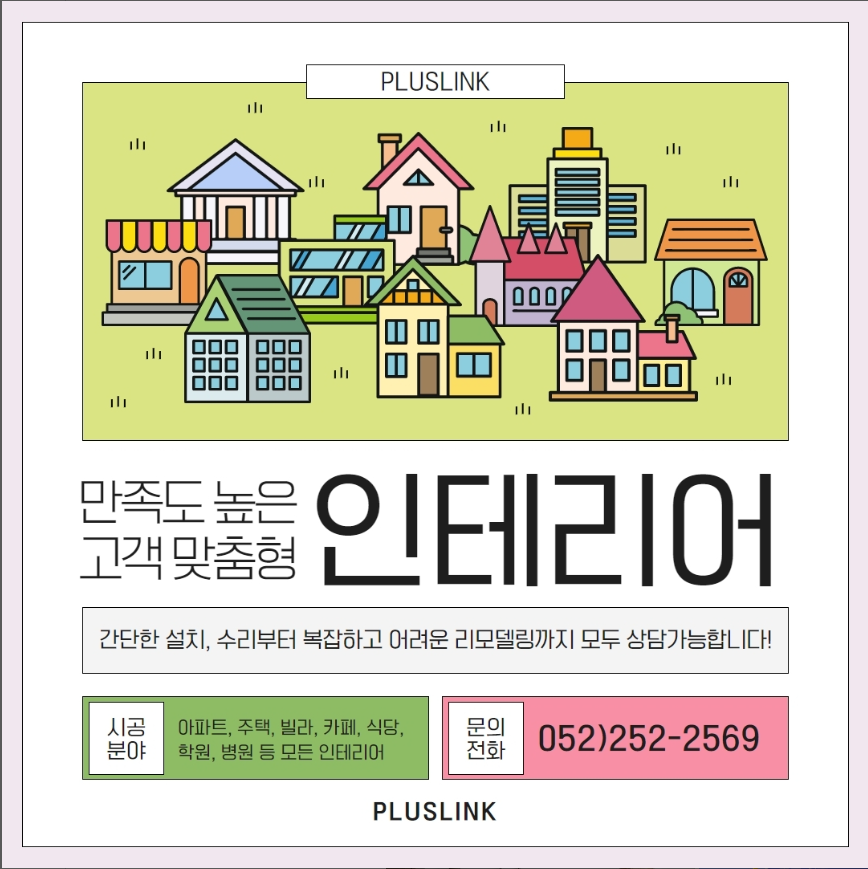 PLUSLINK
만족도 높은
고객 맞춤형
인테리어
간단한 설치, 수리부터 복잡하고 어려운 리모델링까지 모두 상담가능합니다!
시공
분야
아파트, 주택, 빌라, 카페, 식당,
학원, 병원 등 모든 인테리어
문의
전화
052)252-2569
PLUSLINK